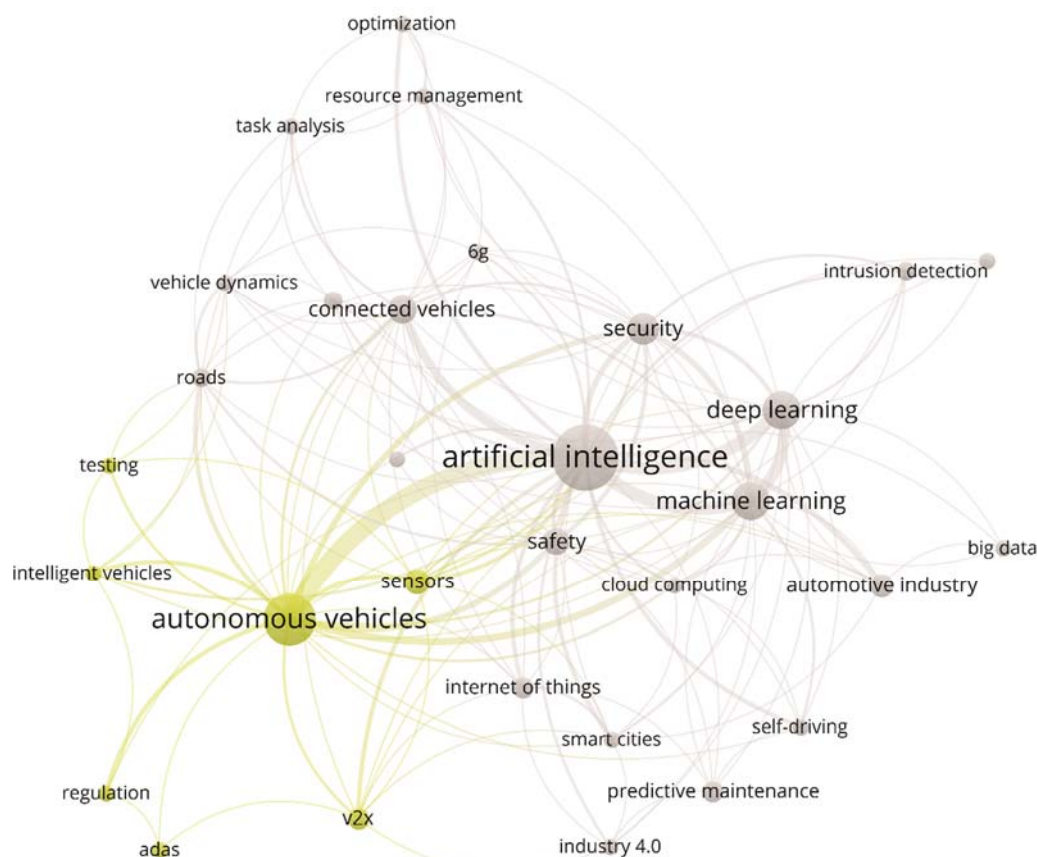 optimization
resource management
task analysis
6g
intrusion detection
vehicle dynamics
connected vehicles
security
roads
deep learning
artificial intelligence
testing
machine learning
safety
big data
intelligent vehicles
sensors
cloud computing
automotive industry
autonomous vehicles
internet of things
self-driving
smart cities
regulation
predictive maintenance
v2x
adas
industry 4.0